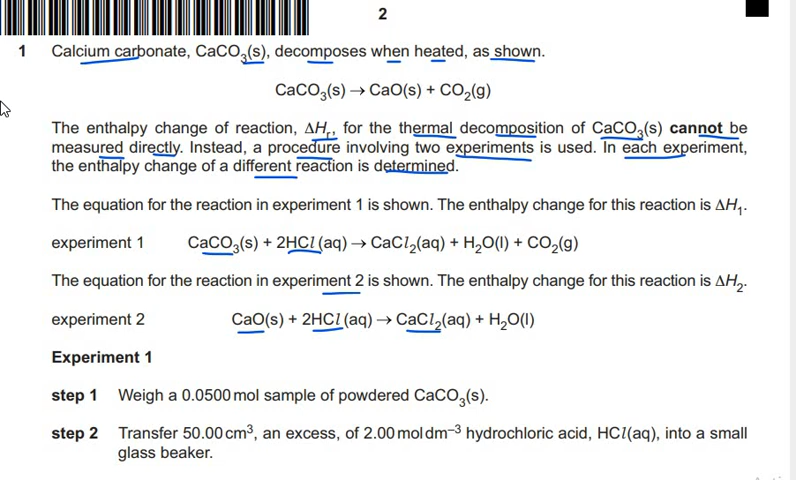 2
1 Calcium carbonate, CaCO₃(s), decomposes when heated, as shown.
CaCO₃(s) → CaO(s) + CO₂(g)
The enthalpy change of reaction, ΔHᵣ, for the thermal decomposition of CaCO₃(s) cannot be
measured directly. Instead, a procedure involving two experiments is used. In each experiment,
the enthalpy change of a different reaction is determined.
The equation for the reaction in experiment 1 is shown. The enthalpy change for this reaction is ΔH₁.
experiment 1 CaCO₃(s) + 2HCl(aq) → CaCl₂(aq) + H₂O(l) + CO₂(g)
The equation for the reaction in experiment 2 is shown. The enthalpy change for this reaction is ΔH₂.
experiment 2 CaO(s) + 2HCl(aq) → CaCl₂(aq) + H₂O(l)
Experiment 1
step 1 Weigh a 0.0500 mol sample of powdered CaCO₃(s).
step 2 Transfer 50.00 cm³, an excess, of 2.00 mol dm⁻³ hydrochloric acid, HCl(aq), into a small
glass beaker.